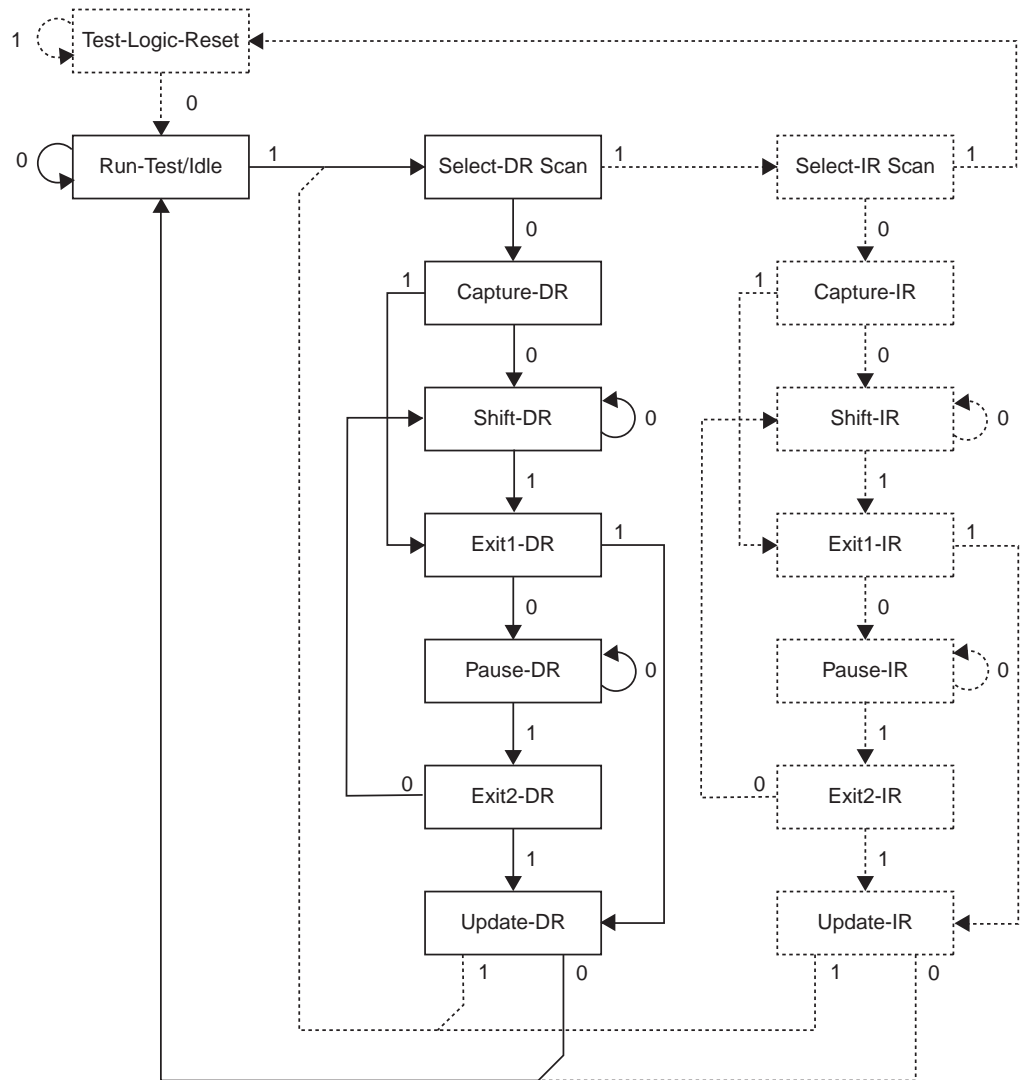 1 Test-Logic-Reset
0
0 Run-Test/Idle 1 Select-DR Scan 1 Select-IR Scan 1
0 0
1 Capture-DR 1 Capture-IR
0 0
Shift-DR 0 Shift-IR 0
1 1
Exit1-DR 1 Exit1-IR 1
0 0
Pause-DR 0 Pause-IR 0
1 1
0 Exit2-DR 0 Exit2-IR
1 1
Update-DR Update-IR
1 0 1 0